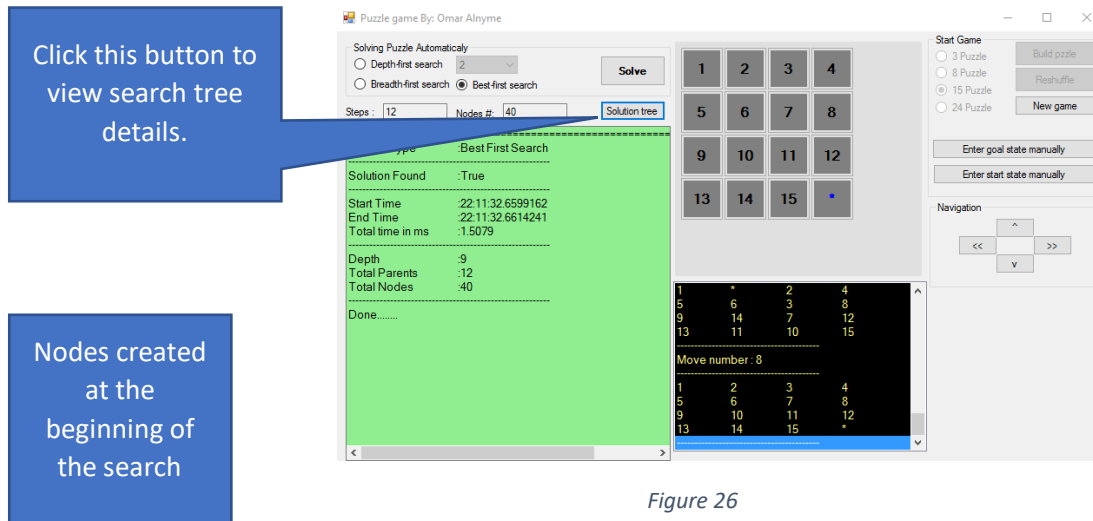 Click this button to
view search tree
details.
Nodes created
at the
beginning of
the search
Puzzle game By: Omar Alnyme
Solving Puzzle Automaticaly
Depth-first search 2
Breadth-first search Best-first search
Solve
Steps : 12 Nodes #: 40 Solution tree
:Best First Search
Solution Found :True
Start Time :22:11:32.6599162
End Time :22:11:32.6614241
Total time in ms :1.5079
Depth :9
Total Parents :12
Total Nodes :40
Done........
1 2 3 4
5 6 7 8
9 10 11 12
13 14 15 *
1 * 2 4
5 6 3 8
9 14 7 12
13 11 10 15
Move number : 8
1 2 3 4
5 6 7 8
9 10 11 12
13 14 15 *
Start Game
3 Puzzle Build pzzle
8 Puzzle Reshuffle
15 Puzzle
24 Puzzle New game
Enter goal state manually
Enter start state manually
Navigation
^
<< >>
v
Figure 26